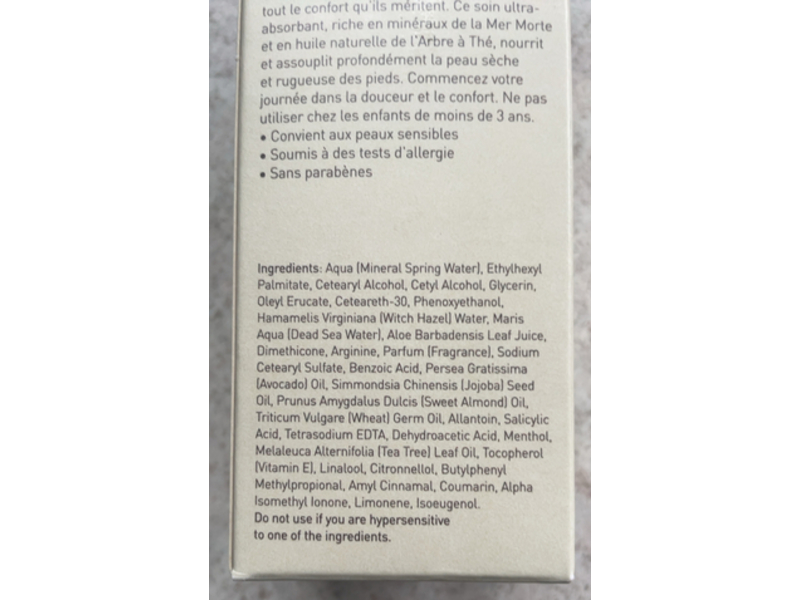 tout le confort qu'ils méritent. Ce soin ultra-
absorbant, riche en minéraux de la Mer Morte
et en huile naturelle de l'Arbre à Thé, nourrit
et assouplit profondément la peau sèche
et rugueuse des pieds. Commencez votre
journée dans la douceur et le confort. Ne pas
utiliser chez les enfants de moins de 3 ans.
• Convient aux peaux sensibles
• Soumis à des tests d'allergie
• Sans parabènes
Ingredients: Aqua (Mineral Spring Water), Ethylhexyl
Palmitate, Cetearyl Alcohol, Cetyl Alcohol, Glycerin,
Oleyl Erucate, Ceteareth-30, Phenoxyethanol,
Hamamelis Virginiana (Witch Hazel) Water, Maris
Aqua (Dead Sea Water), Aloe Barbadensis Leaf Juice,
Dimethicone, Arginine, Parfum (Fragrance), Sodium
Cetearyl Sulfate, Benzoic Acid, Persea Gratissima
(Avocado) Oil, Simmondsia Chinensis (Jojoba) Seed
Oil, Prunus Amygdalus Dulcis (Sweet Almond) Oil,
Triticum Vulgare (Wheat) Germ Oil, Allantoin, Salicylic
Acid, Tetrasodium EDTA, Dehydroacetic Acid, Menthol,
Melaleuca Alternifolia (Tea Tree) Leaf Oil, Tocopherol
(Vitamin E), Linalool, Citronnellol, Butylphenyl
Methylpropional, Amyl Cinnamal, Coumarin, Alpha
Isomethyl Ionone, Limonene, Isoeugenol.
Do not use if you are hypersensitive
to one of the ingredients.